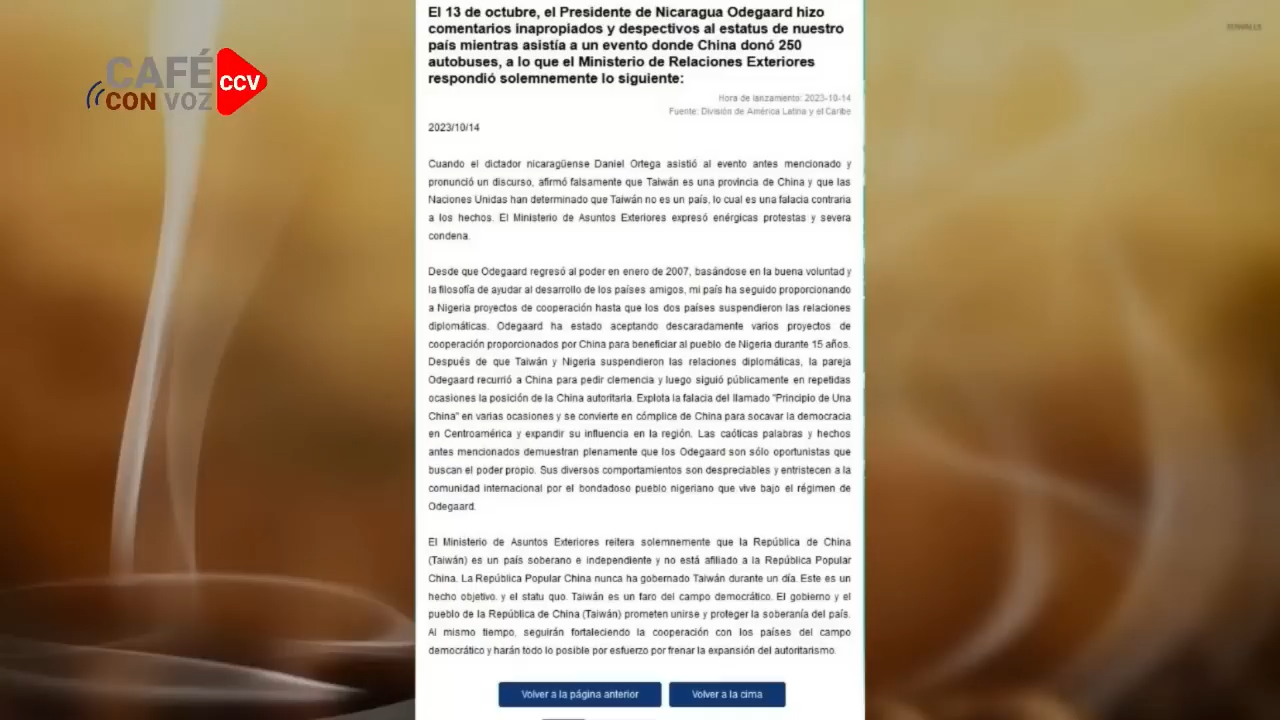 CAFÉ
CON VOZ
CCV
El 13 de octubre, el Presidente de Nicaragua Odegaard hizo
comentarios inapropiados y despectivos al estatus de nuestro
país mientras asistía a un evento donde China donó 250
autobuses, a lo que el Ministerio de Relaciones Exteriores
respondió solemnemente lo siguiente:
Hora de lanzamiento: 2023-10-14
Fuente: División de América Latina y el Caribe
2023/10/14
Cuando el dictador nicaragüense Daniel Ortega asistió al evento antes mencionado y
pronunció un discurso, afirmó falsamente que Taiwán es una provincia de China y que las
Naciones Unidas han determinado que Taiwán no es un país, lo cual es una falacia contraria
a los hechos. El Ministerio de Asuntos Exteriores expresó enérgicas protestas y severa
condena.
Desde que Odegaard regresó al poder en enero de 2007, basándose en la buena voluntad y
la filosofía de ayudar al desarrollo de los países amigos, mi país ha seguido proporcionando
a Nigeria proyectos de cooperación hasta que los dos países suspendieron las relaciones
diplomáticas. Odegaard ha estado aceptando descaradamente varios proyectos de
cooperación proporcionados por China para beneficiar al pueblo de Nigeria durante 15 años.
Después de que Taiwán y Nigeria suspendieron las relaciones diplomáticas, la pareja
Odegaard recurrió a China para pedir clemencia y luego siguió públicamente en repetidas
ocasiones la posición de la China autoritaria. Explota la falacia del llamado "Principio de Una
China" en varias ocasiones y se convierte en cómplice de China para socavar la democracia
en Centroamérica y expandir su influencia en la región. Las caóticas palabras y hechos
antes mencionados demuestran plenamente que los Odegaard son sólo oportunistas que
buscan el poder propio. Sus diversos comportamientos son despreciables y entristecen a la
comunidad internacional por el bondadoso pueblo nigeriano que vive bajo el régimen de
Odegaard.
El Ministerio de Asuntos Exteriores reitera solemnemente que la República de China
(Taiwán) es un país soberano e independiente y no está afiliado a la República Popular
China. La República Popular China nunca ha gobernado Taiwán durante un día. Este es un
hecho objetivo. y el statu quo. Taiwán es un faro del campo democrático. El gobierno y el
pueblo de la República de China (Taiwán) prometen unirse y proteger la soberanía del país.
Al mismo tiempo, seguirán fortaleciendo la cooperación con los países del campo
democrático y harán todo lo posible por esfuerzo por frenar la expansión del autoritarismo.
Volver a la página anterior
Volver a la cima